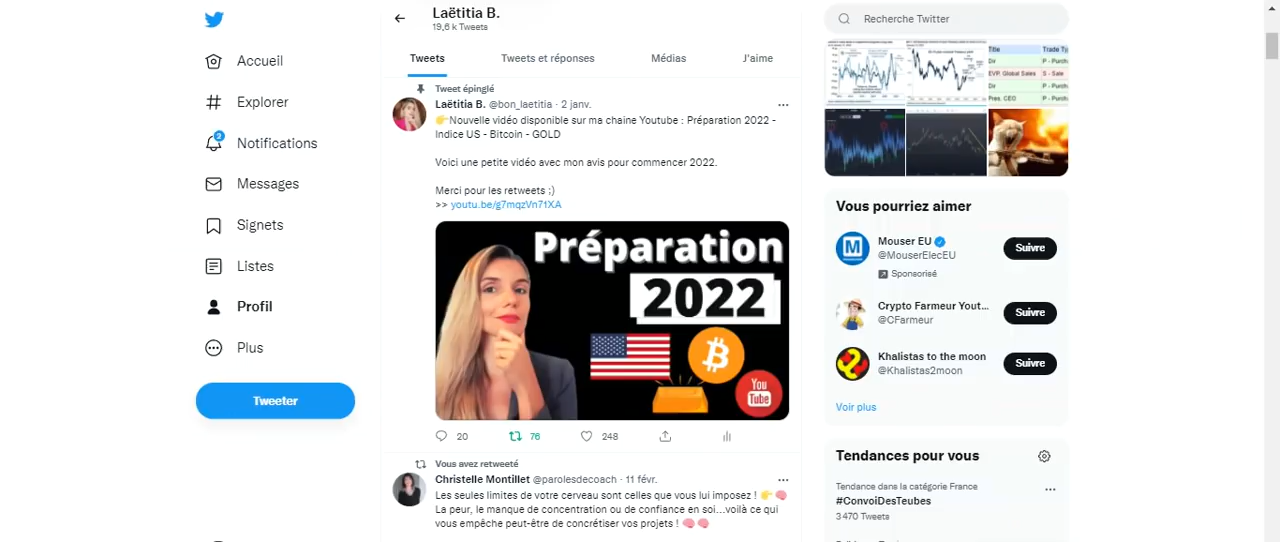 Accueil
Explorer
2
Notifications
Messages
Signets
Listes
Profil
Plus
Tweeter
Laëtitia B.
19,6 k Tweets
Tweets
Tweets et réponses
Médias
J'aime
Tweet épinglé
Laëtitia B. @bon_laetitia · 2 janv.
👉Nouvelle vidéo disponible sur ma chaine Youtube : Préparation 2022 -
Indice US - Bitcoin - GOLD
Voici une petite vidéo avec mon avis pour commencer 2022.
Merci pour les retweets ;)
>> youtu.be/g7mqzVn71XA
Préparation
2022
You
Tube
20
76
248
Vous avez retweeté
Christelle Montillet @parolesdecoach · 11 févr.
Les seules limites de votre cerveau sont celles que vous lui imposez ! 👉 🧠
La peur, le manque de concentration ou de confiance en soi...voilà ce qui
vous empêche peut-être de concrétiser vos projets ! 🧠🧠
Recherche Twitter
Title
Trade Ty
Dir
P - Purch
EVP, Global Sales
S - Sale
Dir
P - Purch
Pres, CEO
P - Purch
Vous pourriez aimer
Mouser EU
@MouserElecEU
Sponsorisé
Suivre
Crypto Farmeur Yout...
@CFarmeur
Suivre
Khalistas to the moon
@Khalistas2moon
Suivre
Voir plus
Tendances pour vous
Tendance dans la catégorie France
#ConvoiDesTeubes
3 470 Tweets